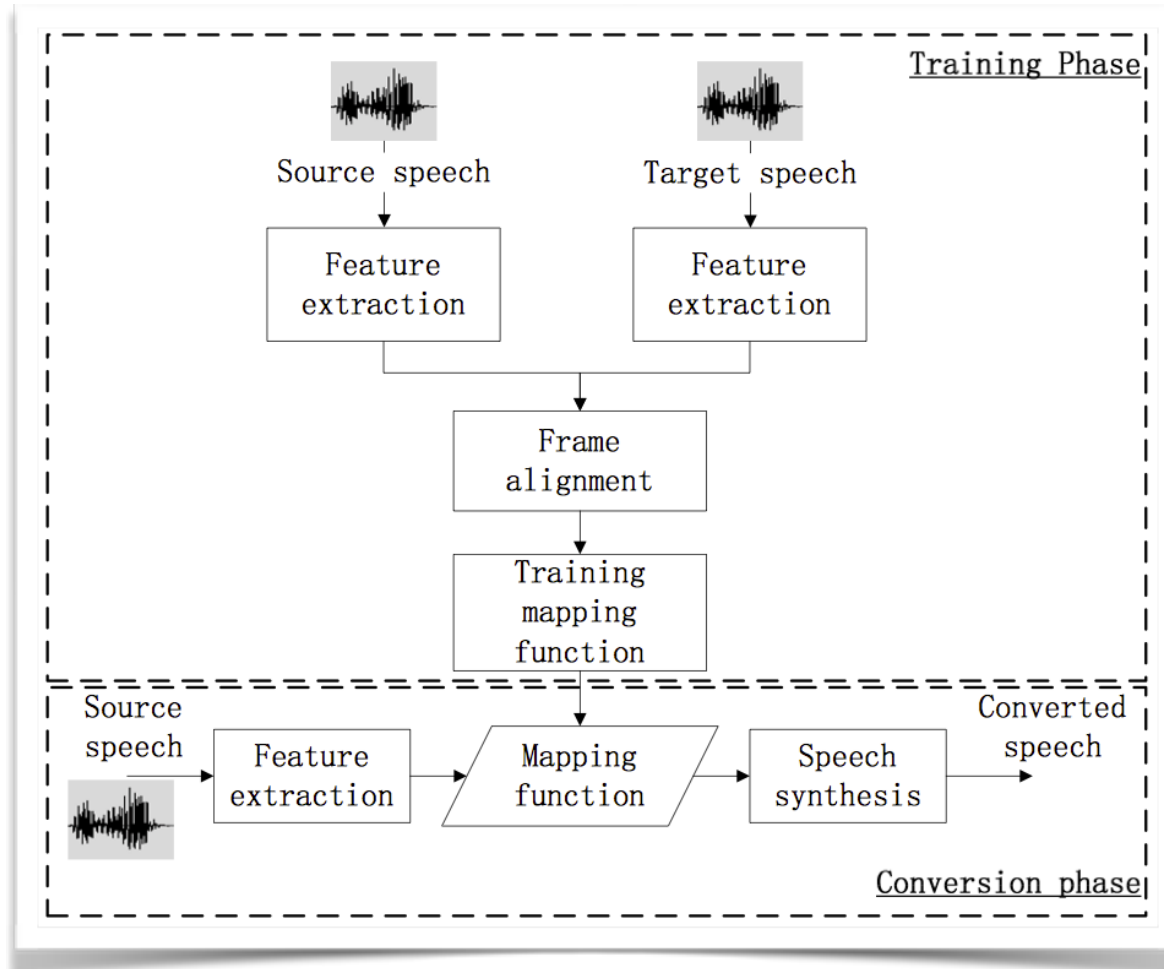 Training Phase
Source speech
Target speech
Feature
extraction
Feature
extraction
Frame
alignment
Training
mapping
function
Source
speech
Feature
extraction
Mapping
function
Speech
synthesis
Converted
speech
Conversion phase